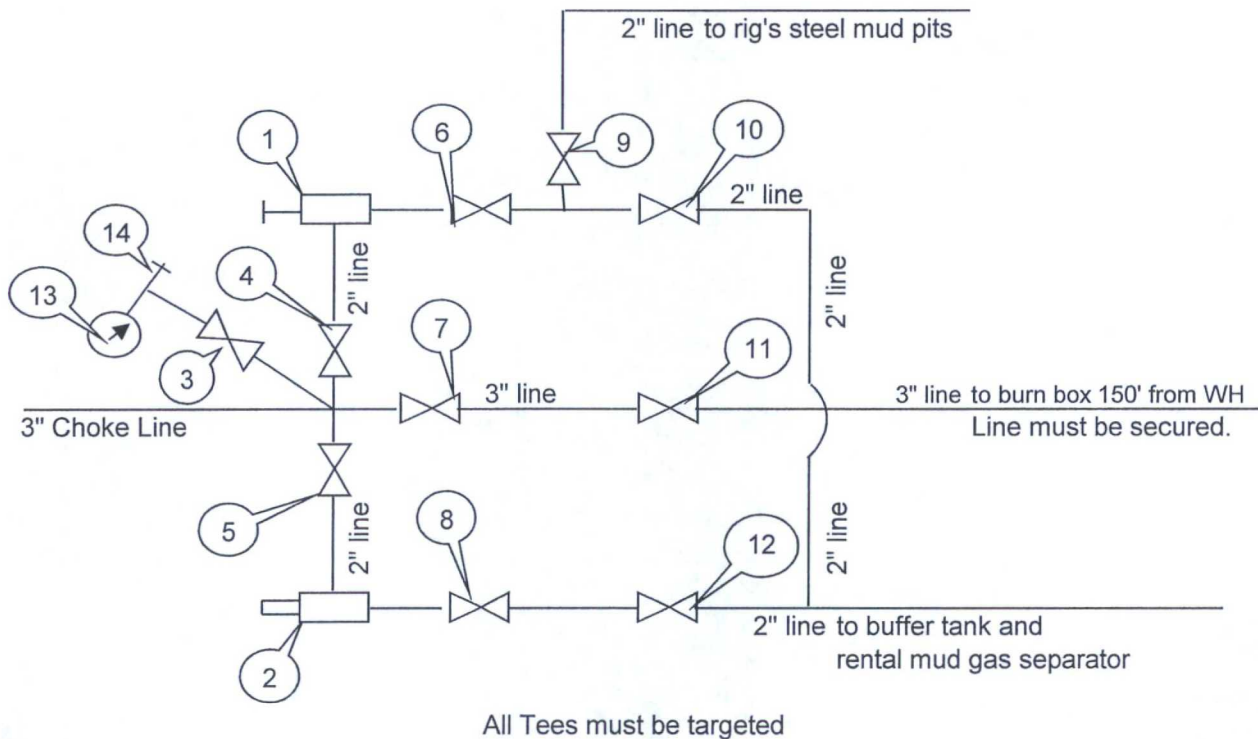 2" line to rig's steel mud pits
1
6
9
10
2" line
14
4
2" line
2" line
13
7
11
3
3" line
3" line to burn box 150' from WH
3" Choke Line
Line must be secured.
5
2" line
8
12
2" line
2
2" line to buffer tank and
rental mud gas separator
All Tees must be targeted